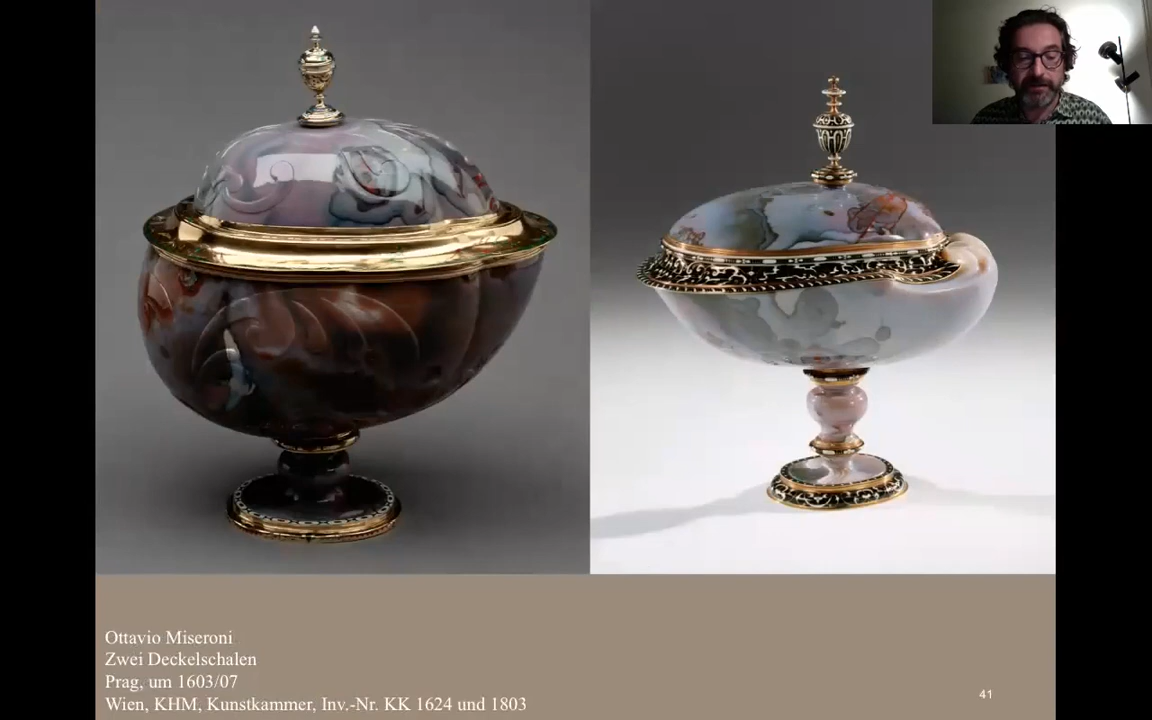 Ottavio Miseroni
Zwei Deckelschalen
Prag, um 1603/07
Wien, KHM, Kunstkammer, Inv.-Nr. KK 1624 und 1803
41